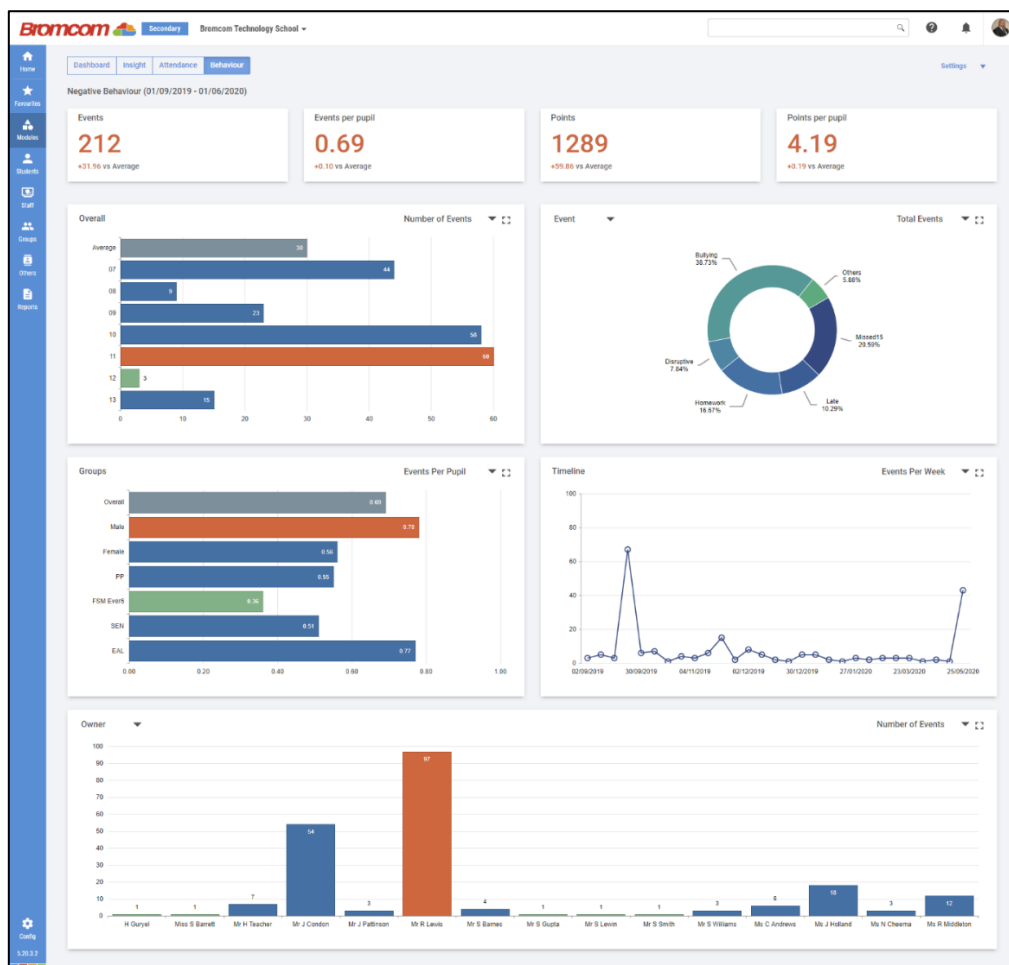 Bromcom Secondary Bromcom Technology School
Home
Favourites
Modules
Students
Staff
Groups
Others
Reports
Config
5.20.3.2
Dashboard Insight Attendance Behaviour
Settings
Negative Behaviour (01/09/2019 - 01/06/2020)
Events
212
+31.96 vs Average
Events per pupil
0.69
+0.10 vs Average
Points
1289
+59.86 vs Average
Points per pupil
4.19
+0.19 vs Average
Overall Number of Events
Average 30
07 44
08 9
09 23
10 58
11 60
12 3
13 15
0 10 20 30 40 50 60
Event Total Events
Bullying
38.73%
Others
5.88%
Missed15
20.59%
Late
10.29%
Homework
16.67%
Disruptive
7.84%
Groups Events Per Pupil
Overall 0.69
Male 0.78
Female 0.56
PP 0.55
FSM Ever6 0.36
SEN 0.51
EAL 0.77
0.00 0.20 0.40 0.60 0.80 1.00
Timeline Events Per Week
100
80
60
40
20
0
02/09/2019 30/09/2019 04/11/2019 02/12/2019 30/12/2019 27/01/2020 23/03/2020 25/05/2020
Owner Number of Events
100
90
80
70
60
50
40
30
20
10
0
1 1 7 54 3 97 4 1 1 1 3 6 18 3 12
H Guryel Miss S Barrett Mr H Teacher Mr J Condon Mr J Pattinson Mr R Lewis Mr S Barnes Mr S Gupta Mr S Lewin Mr S Smith Mr S Williams Ms C Andrews Ms J Holland Ms N Cheema Ms R Middleton